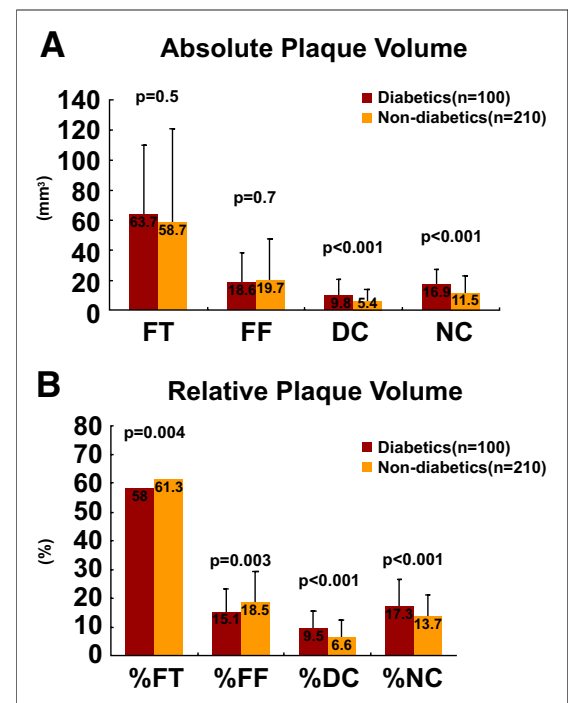 A Absolute Plaque Volume
Diabetics(n=100)
Non-diabetics(n=210)
(mm³)
140
120
100
80
60
40
20
0
p=0.5
p=0.7
p<0.001
p<0.001
63.7
58.7
18.6
19.7
9.8
5.4
16.9
11.5
FT FF DC NC
B Relative Plaque Volume
Diabetics(n=100)
Non-diabetics(n=210)
(%)
80
70
60
50
40
30
20
10
0
p=0.004
p=0.003
p<0.001
p<0.001
58
61.3
15.1
18.5
9.5
6.6
17.3
13.7
%FT %FF %DC %NC